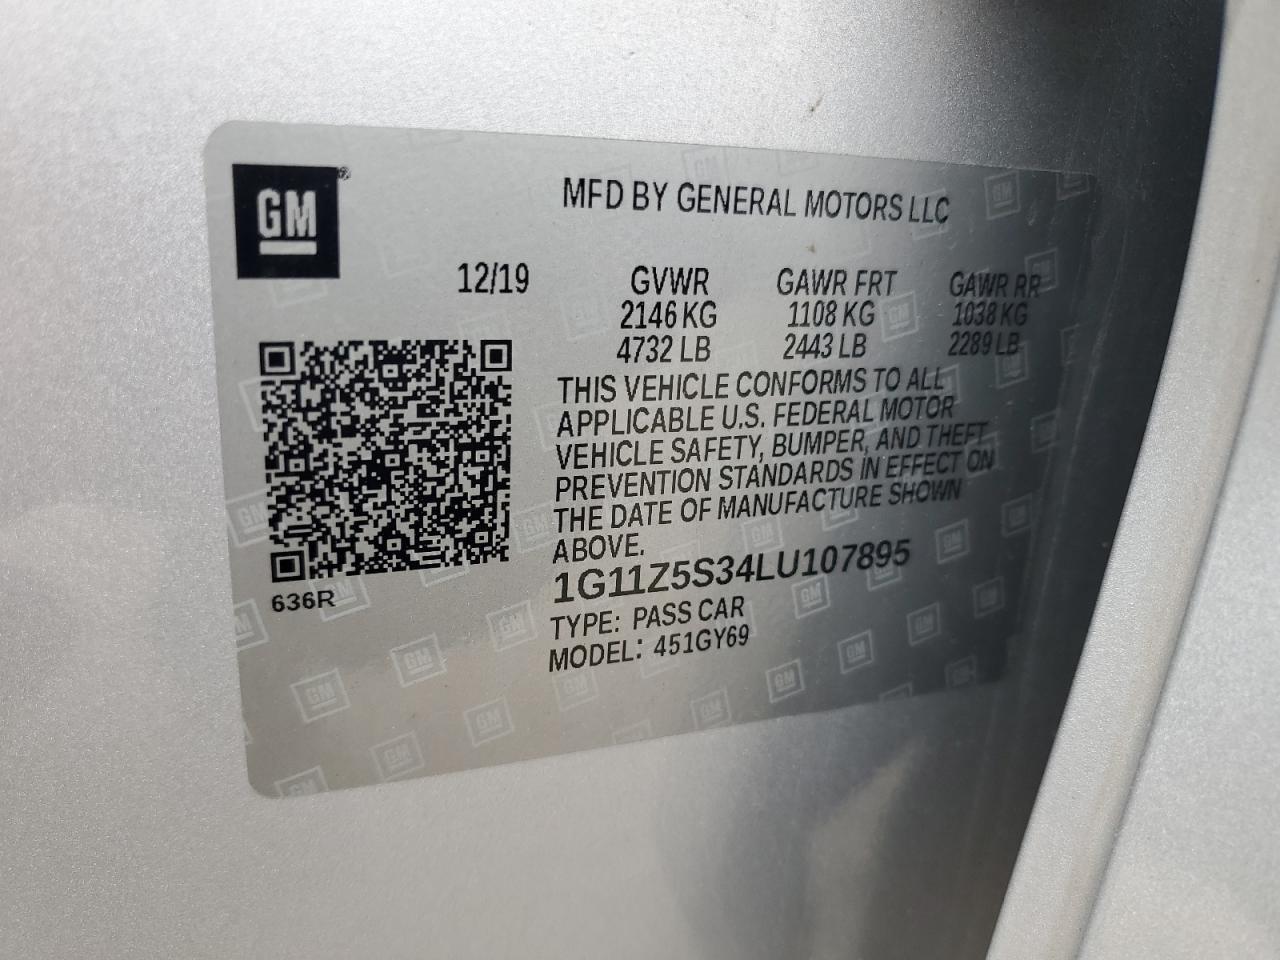 GM®
MFD BY GENERAL MOTORS LLC
12/19 GVWR GAWR FRT GAWR RR
2146 KG 1108 KG 1038 KG
4732 LB 2443 LB 2289 LB
THIS VEHICLE CONFORMS TO ALL
APPLICABLE U.S. FEDERAL MOTOR
VEHICLE SAFETY, BUMPER, AND THEFT
PREVENTION STANDARDS IN EFFECT ON
THE DATE OF MANUFACTURE SHOWN
ABOVE.
1G11Z5S34LU107895
TYPE: PASS CAR
MODEL: 451GY69
636R